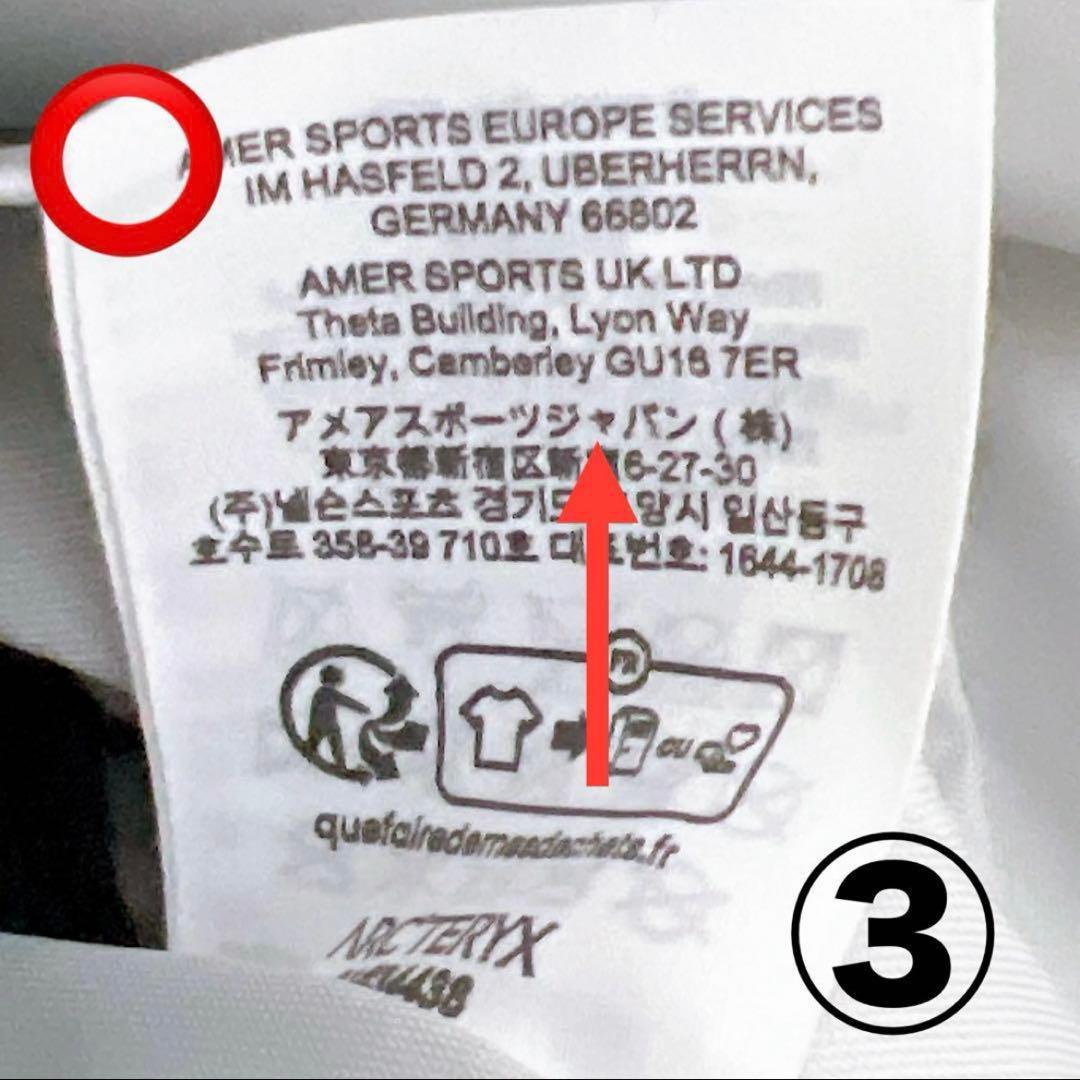 AMER SPORTS EUROPE SERVICES
IM HASFELD 2, UBERHERRN,
GERMANY 66802
AMER SPORTS UK LTD
Theta Building, Lyon Way
Frimley, Camberley GU16 7ER
アメアスポーツジャパン(株)
東京都新宿区新 6-27-30
(주)넬슨스포츠 경기도 양시 일산동구
호수로 358-39 710호 대표번호: 1644-1708
FR
OU
quefairedemesdechets.fr
ARCTERYX
③